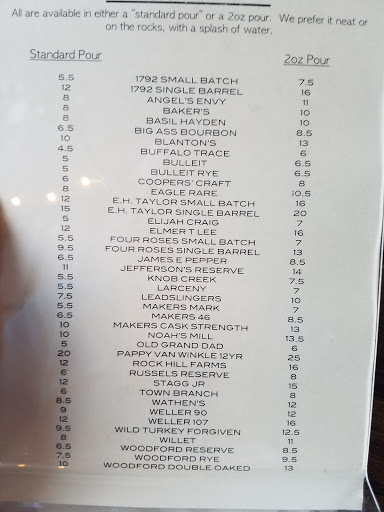 All are available in either a "standard pour" or a 2oz pour. We prefer it neat or
on the rocks, with a splash of water.
Standard Pour 2oz Pour
5.5 1792 SMALL BATCH 7.5
12 1792 SINGLE BARREL 16
8 ANGEL'S ENVY 11
8 BAKER'S 10
8 BASIL HAYDEN 10
6.5 BIG ASS BOURBON 8.5
10 BLANTON'S 13
4.5 BUFFALO TRACE 6
5 BULLEIT 6.5
5 BULLEIT RYE 6.5
6 COOPERS' CRAFT 8
8 EAGLE RARE 10.5
12 E.H. TAYLOR SMALL BATCH 16
15 E.H. TAYLOR SINGLE BARREL 20
5 ELIJAH CRAIG 7
12 ELMER T LEE 16
5.5 FOUR ROSES SMALL BATCH 7
9.5 FOUR ROSES SINGLE BARREL 13
6.5 JAMES E PEPPER 8.5
11 JEFFERSON'S RESERVE 14
5.5 KNOB CREEK 7.5
5.5 LARCENY 7
7.5 LEADSLINGERS 10
5.5 MAKERS MARK 7
6.5 MAKERS 46 8.5
10 MAKERS CASK STRENGTH 13
10 NOAH'S MILL 13.5
5 OLD GRAND DAD 6
20 PAPPY VAN WINKLE 12YR 25
12 ROCK HILL FARMS 16
6 RUSSELS RESERVE 8
12 STAGG JR 15
6 TOWN BRANCH 8
8.5 WATHEN'S 12
9 WELLER 90 12
12 WELLER 107 16
9.5 WILD TURKEY FORGIVEN 12.5
8 WILLET 11
6.5 WOODFORD RESERVE 8.5
7.5 WOODFORD RYE 9.5
10 WOODFORD DOUBLE OAKED 13